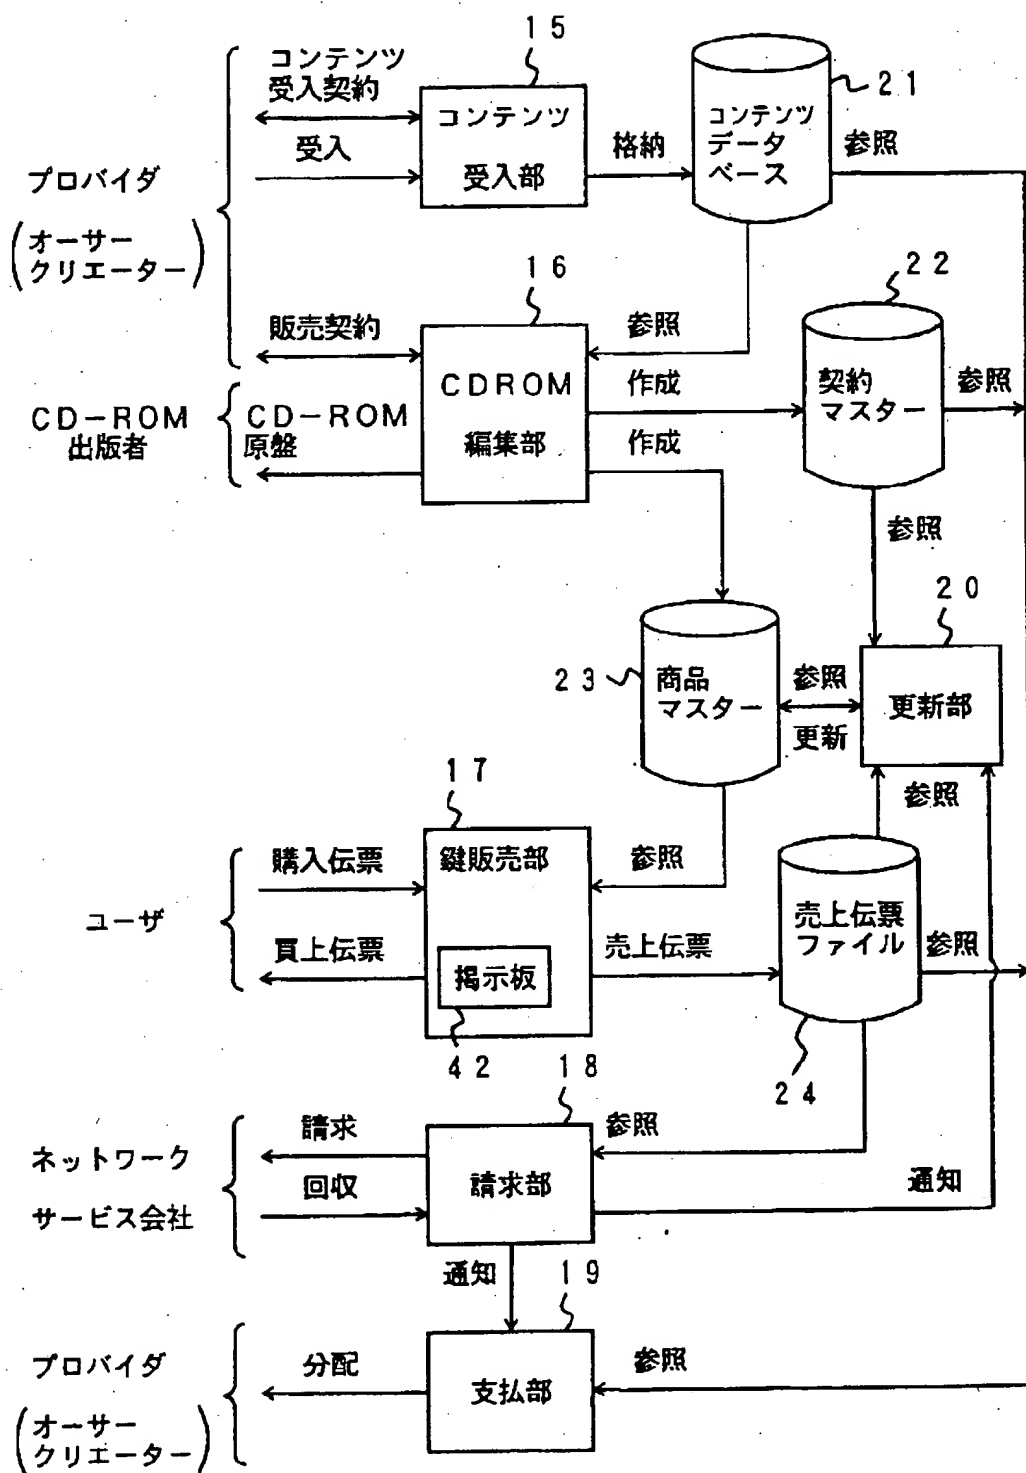 15
コンテンツ
受入契約
コンテンツ
受入部
受入
格納
コンテンツ
データ
ベース
21
参照
プロバイダ
(オーサー
クリエーター)
16
22
販売契約
参照
CDROM
編集部
作成
契約
マスター
参照
CD-ROM
出版者
CD-ROM
原盤
作成
参照
20
23
商品
マスター
参照
更新
更新部
17
参照
購入伝票
鍵販売部
参照
ユーザ
買上伝票
掲示板
売上伝票
売上伝票
ファイル
参照
42
18
24
請求
参照
ネットワーク
サービス会社
回収
請求部
通知
通知
19
プロバイダ
(オーサー
クリエーター)
分配
支払部
参照